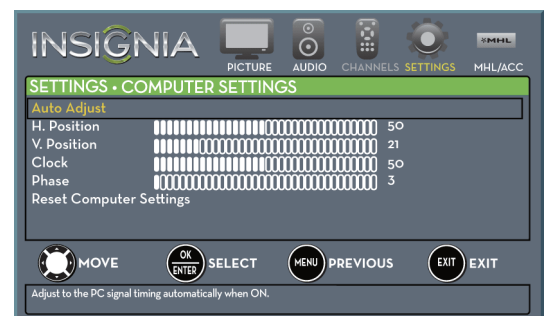 INSIGNIA
PICTURE AUDIO CHANNELS SETTINGS MHL MHL/ACC
SETTINGS • COMPUTER SETTINGS
Auto Adjust
H. Position 50
V. Position 21
Clock 50
Phase 3
Reset Computer Settings
MOVE OK ENTER SELECT MENU PREVIOUS EXIT EXIT
Adjust to the PC signal timing automatically when ON.